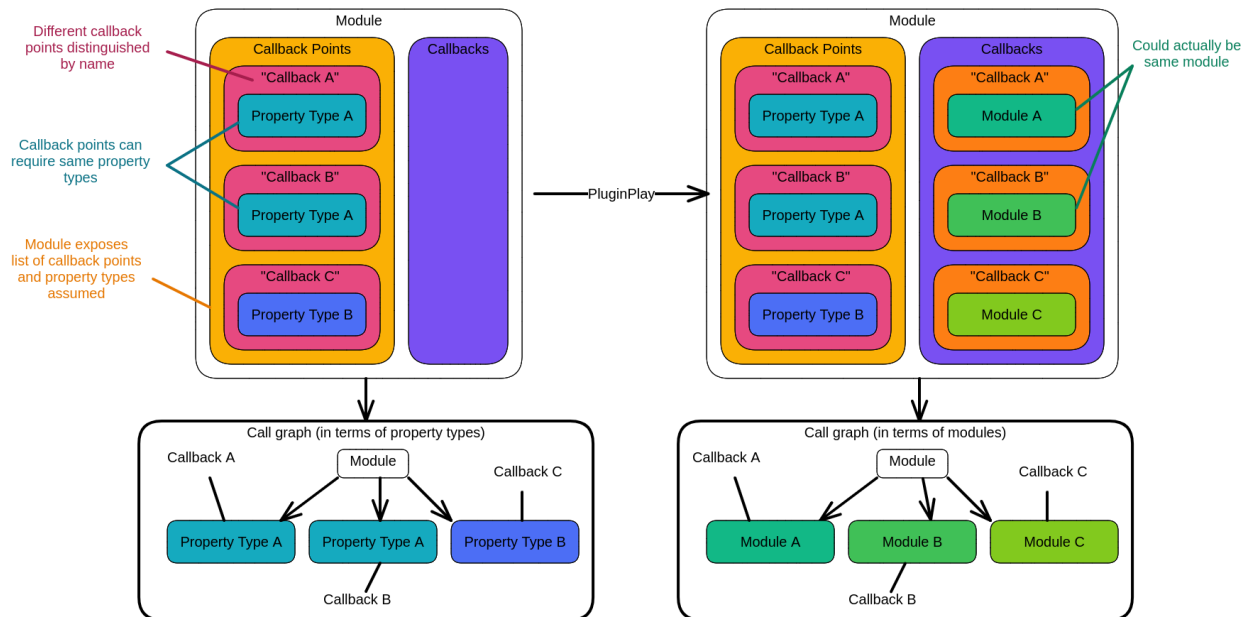 Module
Different callback
points distinguished
by name
Callback Points
Callbacks
"Callback A"
Property Type A
Callback points can
require same property
types
"Callback B"
Property Type A
Module exposes
list of callback points
and property types
assumed
"Callback C"
Property Type B
PluginPlay
Module
Callback Points
Callbacks
Could actually be
same module
"Callback A"
Property Type A
"Callback A"
Module A
"Callback B"
Property Type A
"Callback B"
Module B
"Callback C"
Property Type B
"Callback C"
Module C
Call graph (in terms of property types)
Callback A
Module
Callback C
Property Type A
Property Type A
Property Type B
Callback B
Call graph (in terms of modules)
Callback A
Module
Callback C
Module A
Module B
Module C
Callback B